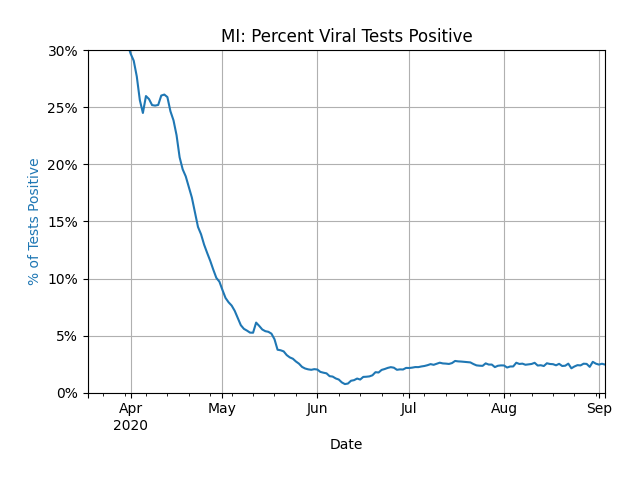 MI: Percent Viral Tests Positive
30%
25%
20%
15%
10%
5%
0%
% of Tests Positive
Apr
2020
May
Jun
Jul
Aug
Sep
Date